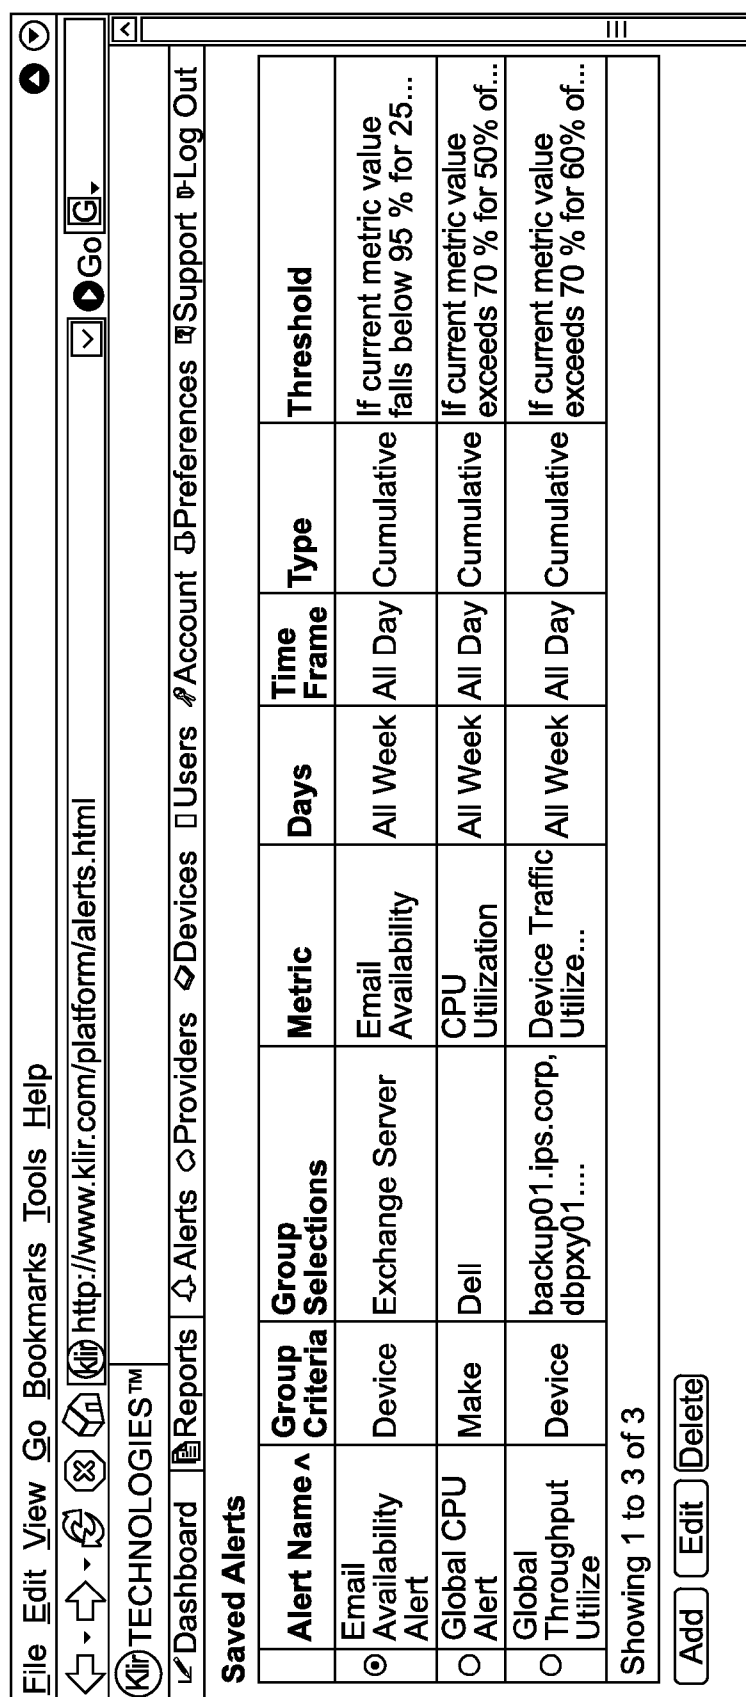 File Edit View Go Bookmarks Tools Help
klir http://www.klir.com/platform/alerts.html Go G
Klir TECHNOLOGIES™
Dashboard Reports Alerts Providers Devices Users Account Preferences Support Log Out
Saved Alerts
Alert Name ^ Group Criteria Group Selections Metric Days Time Frame Type Threshold
Email Availability Alert Device Exchange Server Email Availability All Week All Day Cumulative If current metric value falls below 95 % for 25...
Global CPU Alert Make Dell CPU Utilization All Week All Day Cumulative If current metric value exceeds 70 % for 50% of...
Global Throughput Utilize Device backup01.ips.corp, dbpxy01.... Device Traffic Utilize... All Week All Day Cumulative If current metric value exceeds 70 % for 60% of...
Showing 1 to 3 of 3
Add Edit Delete